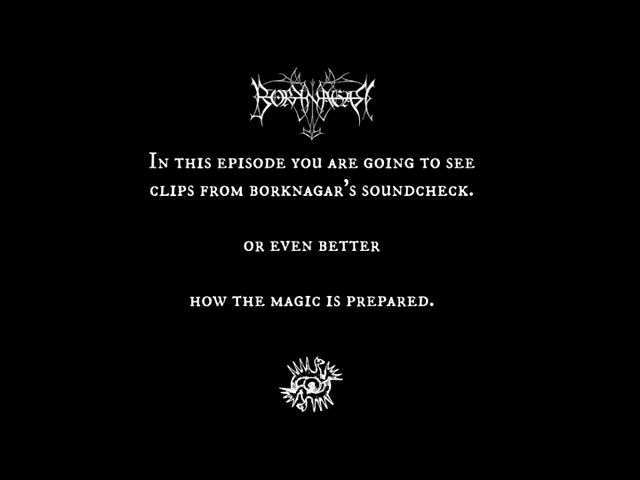 BORKNAGAR
In this episode you are going to see
clips from borknagar's soundcheck.
or even better
how the magic is prepared.